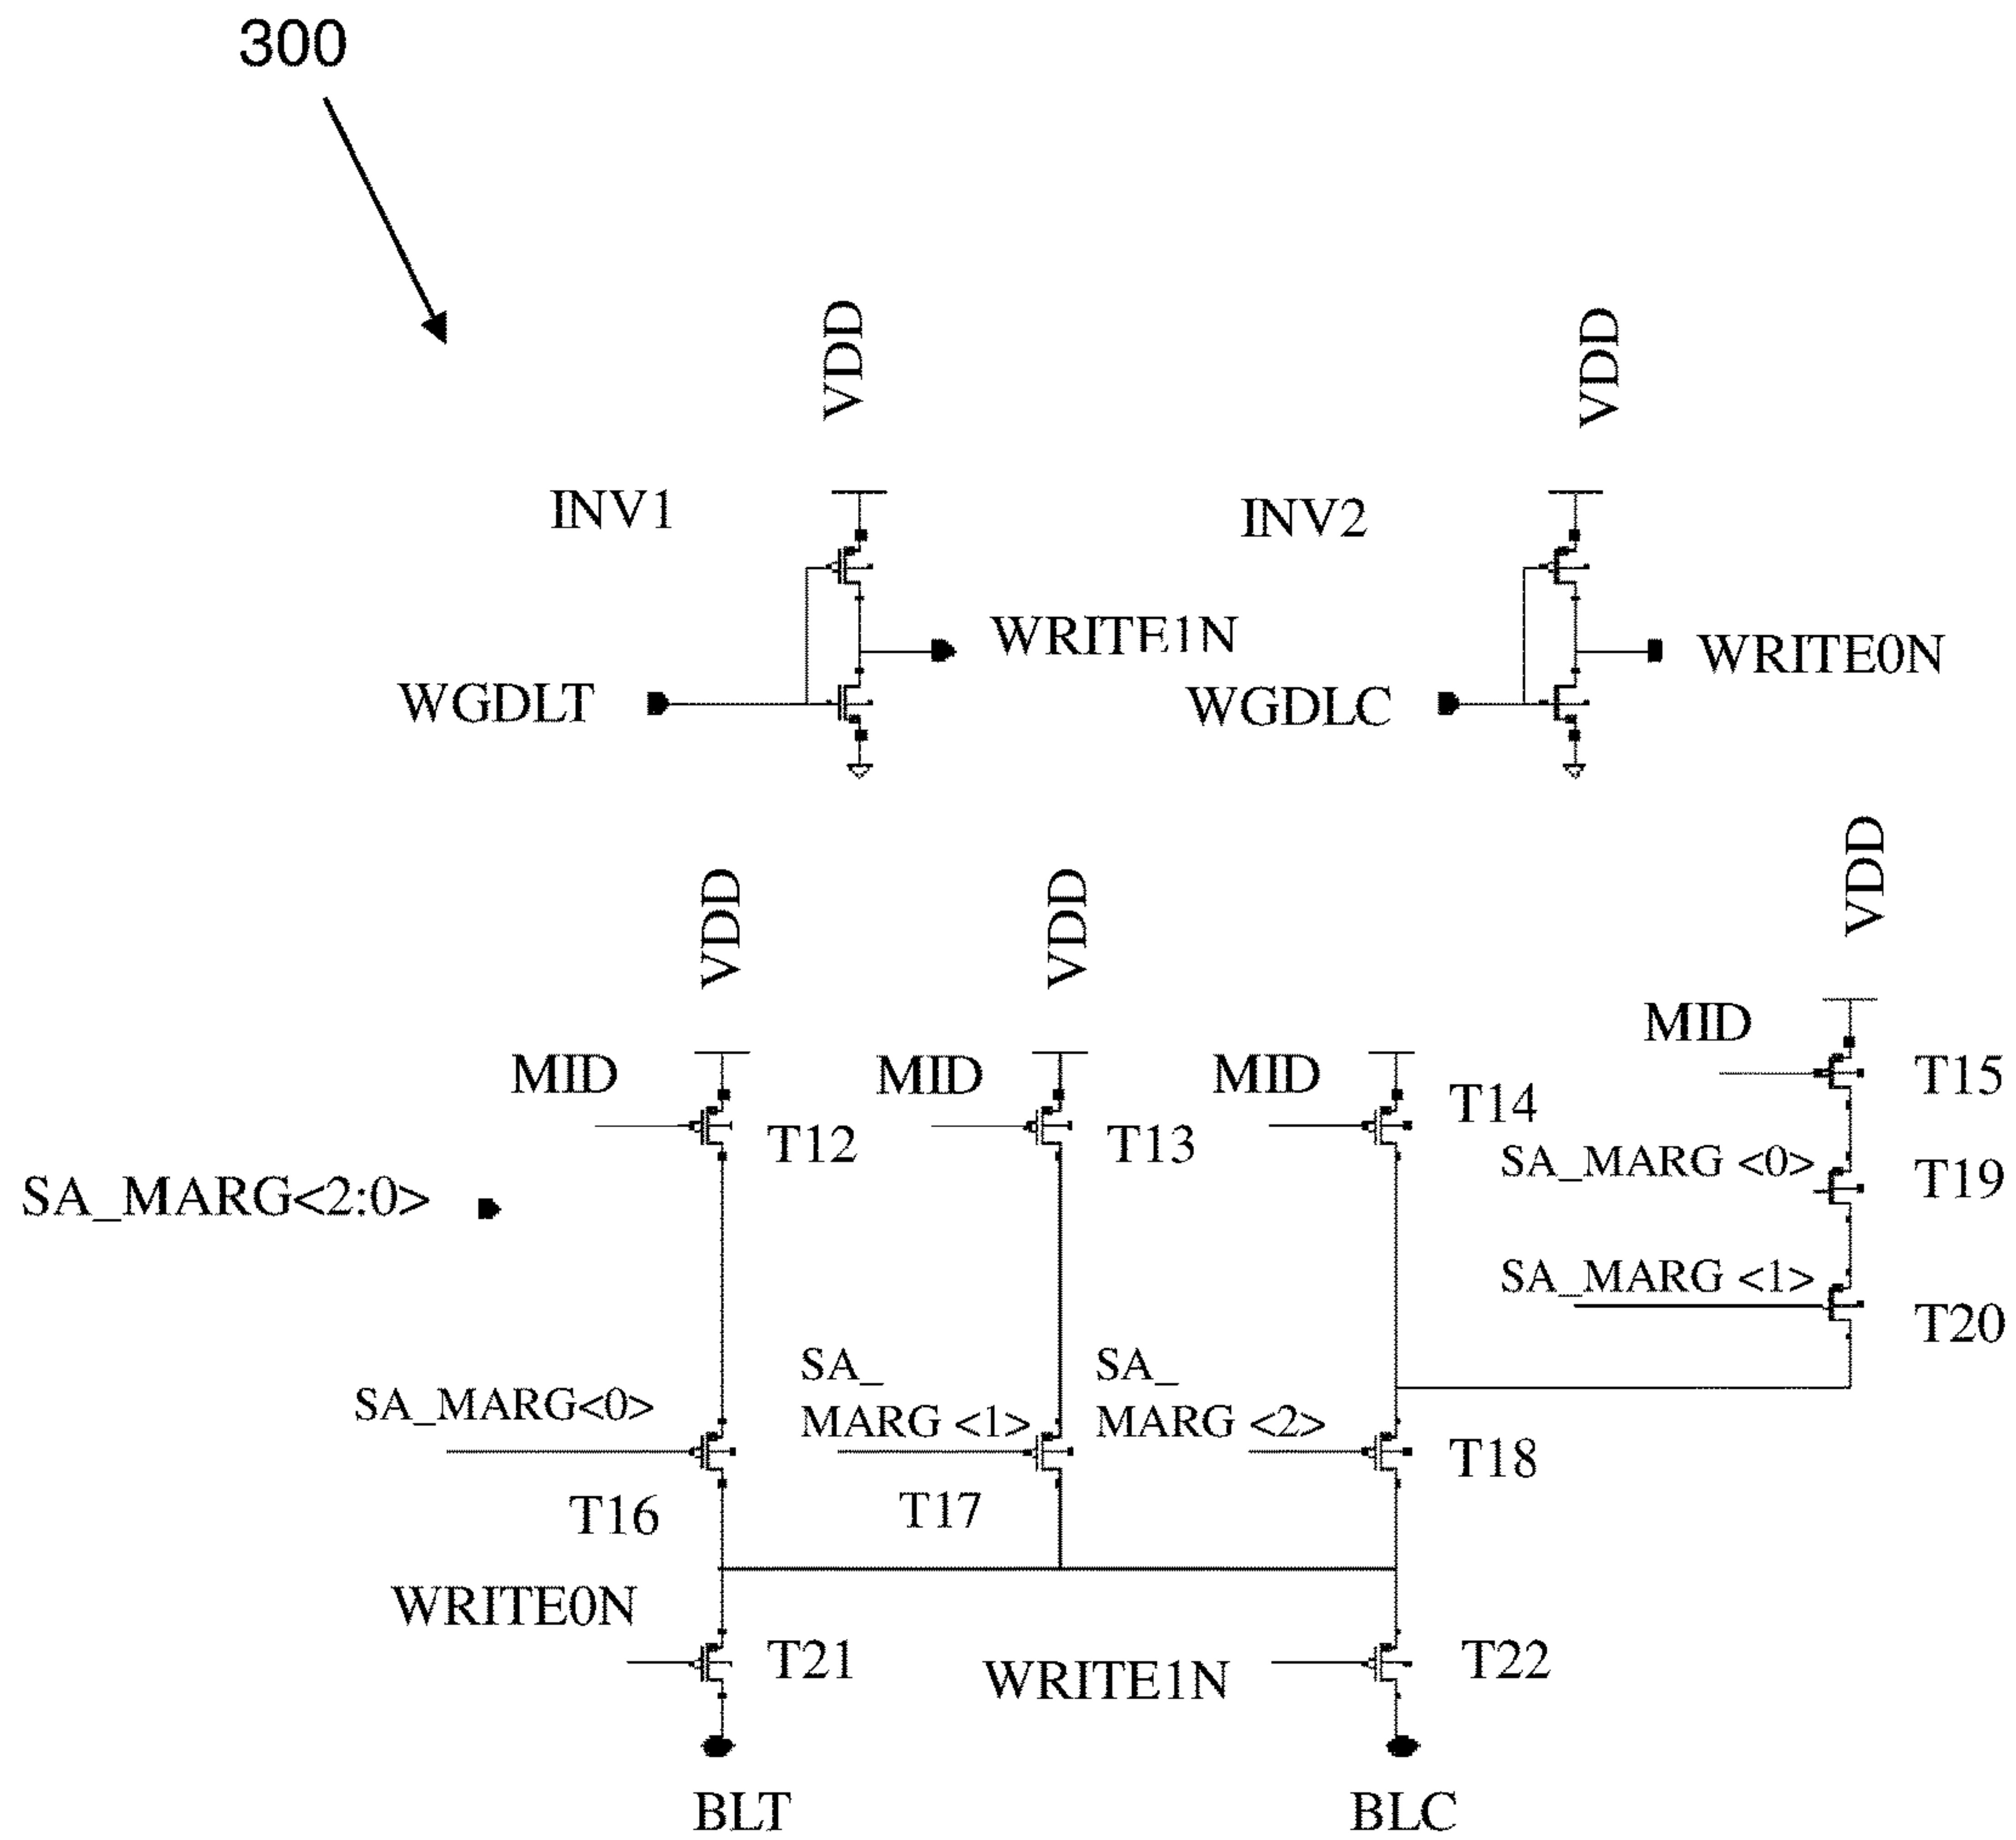 300
VDD
VDD
INV1
INV2
WRITE1N
WRITE0N
WGDLT
WGDLC
VDD
VDD
VDD
MID
MID
MID
MID
T15
T12
T13
T14
SA_MARG <0>
T19
SA_MARG<2:0>
SA_MARG <1>
T20
SA_MARG<0>
SA_
MARG <1>
SA_
MARG <2>
T18
T16
T17
WRITE0N
T21
WRITE1N
T22
BLT
BLC